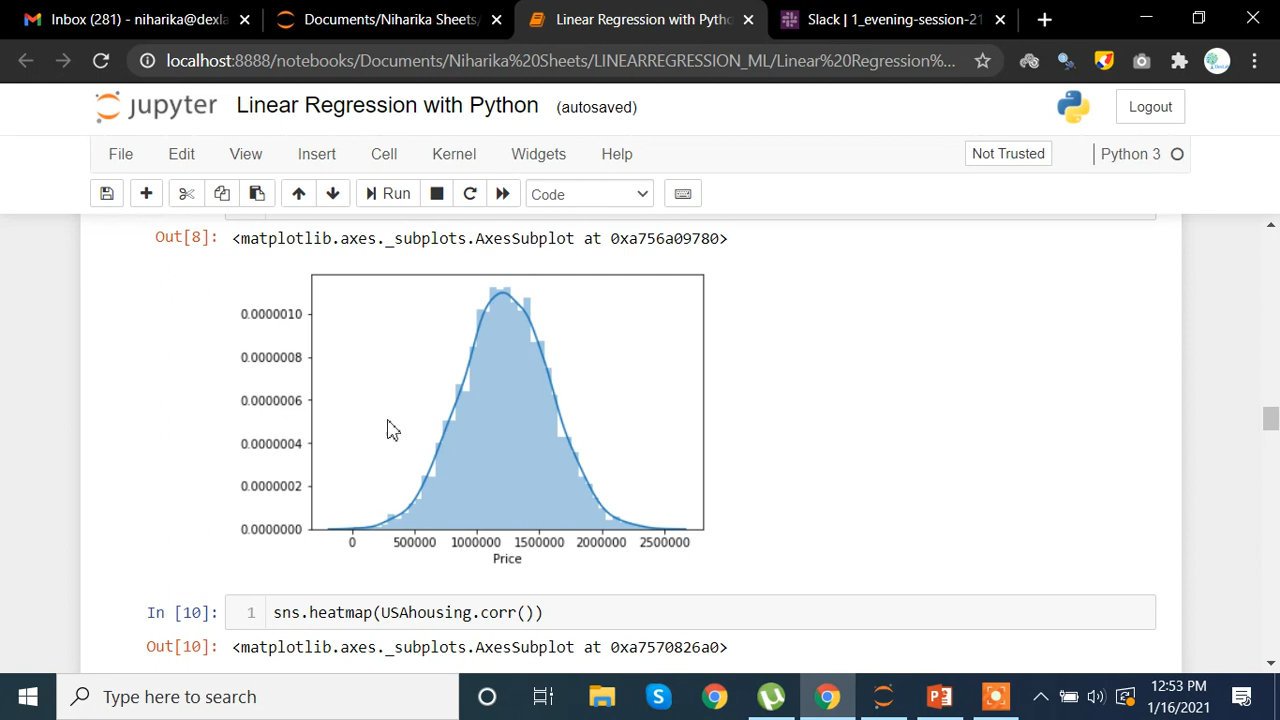 Inbox (281) - niharika@dexla
Documents/Niharika Sheets/
Linear Regression with Pytho
Slack | 1_evening-session-21
localhost:8888/notebooks/Documents/Niharika%20Sheets/LINEARREGRESSION_ML/Linear%20Regression%...
jupyter Linear Regression with Python (autosaved)
Logout
File Edit View Insert Cell Kernel Widgets Help Not Trusted Python 3
Run Code
Out[8]: <matplotlib.axes._subplots.AxesSubplot at 0xa756a09780>
0.0000010
0.0000008
0.0000006
0.0000004
0.0000002
0.0000000
0 500000 1000000 1500000 2000000 2500000
Price
In [10]: 1 sns.heatmap(USAhousing.corr())
Out[10]: <matplotlib.axes._subplots.AxesSubplot at 0xa7570826a0>
Type here to search
12:53 PM
1/16/2021